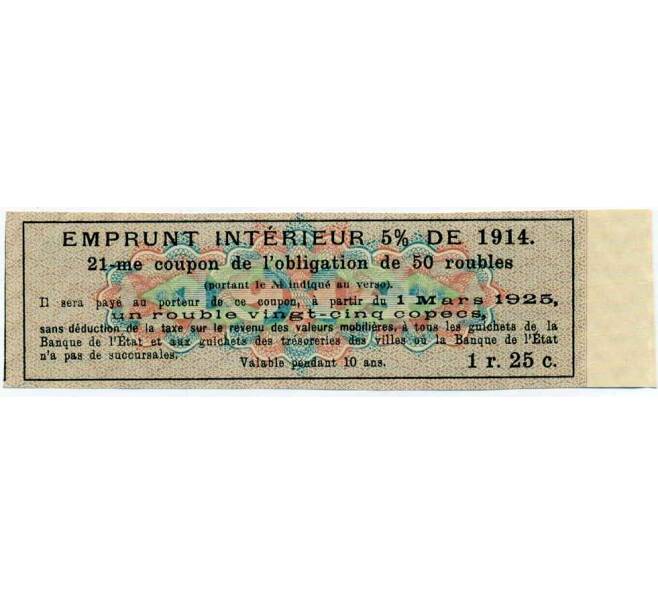 EMPRUNT INTÉRIEUR 5% DE 1914.
21-me coupon de l'obligation de 50 roubles
(portant le № indiqué au verso).
Il sera payé au porteur de ce coupon, à partir du 1 Mars 1925,
un rouble vingt-cinq copecs,
sans déduction de la taxe sur le revenu des valeurs mobilières, à tous les guichets de la
Banque de l'État et aux guichets des trésoreries des villes où la Banque de l'État
n'a pas de succursales.
Valable pendant 10 ans.
1 r. 25 c.